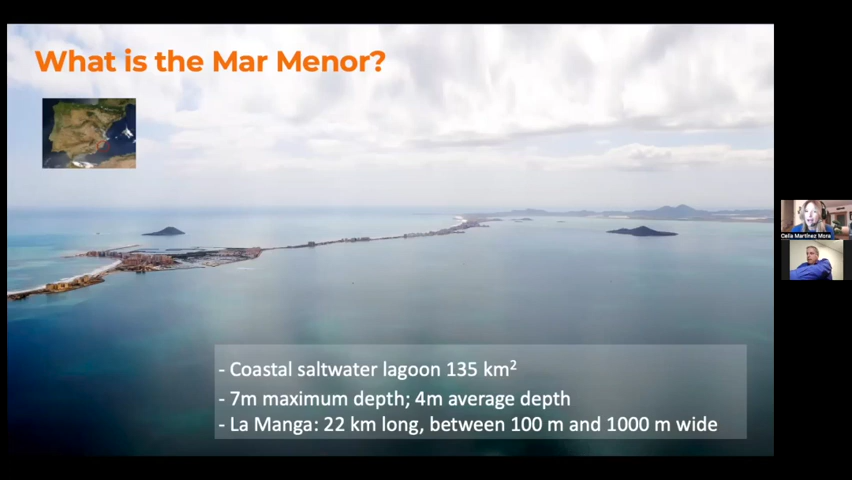 What is the Mar Menor?
- Coastal saltwater lagoon 135 km²
- 7m maximum depth; 4m average depth
- La Manga: 22 km long, between 100 m and 1000 m wide
Celia Martínez Mora